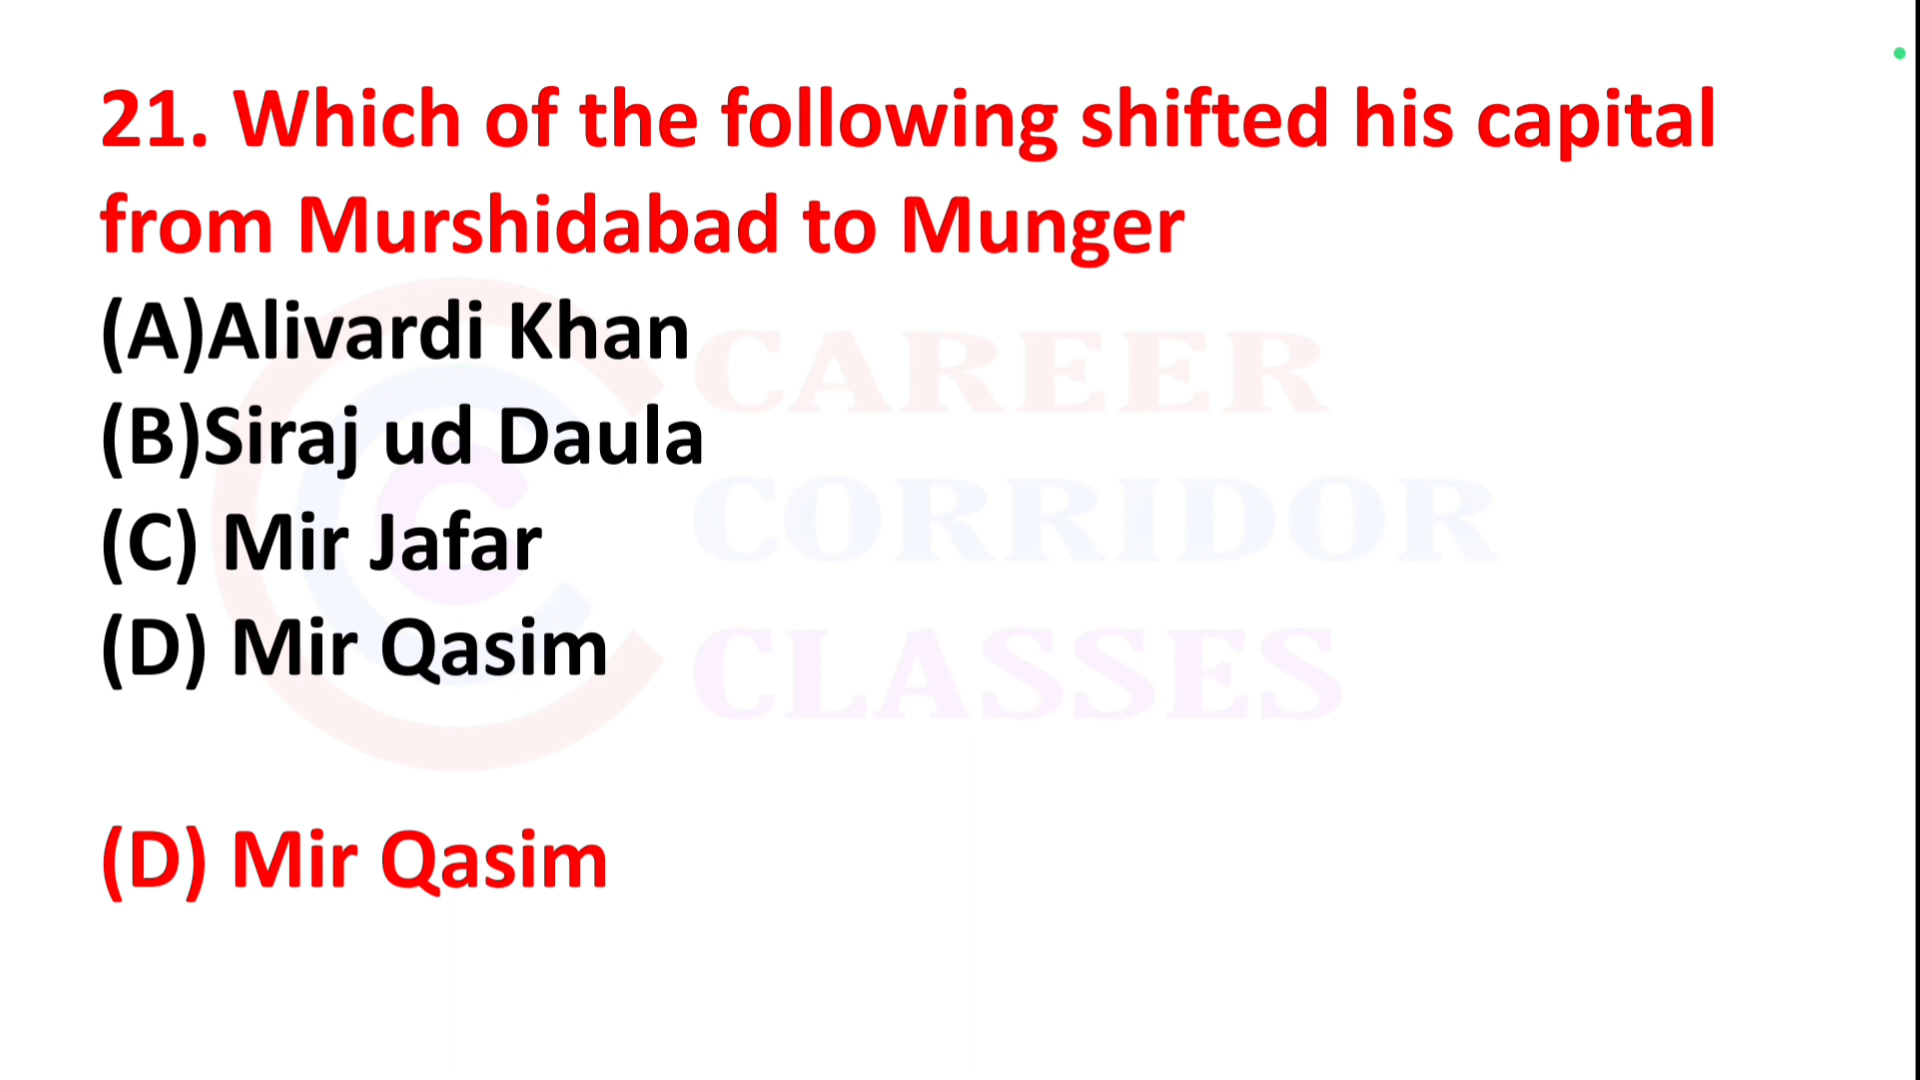 21. Which of the following shifted his capital
from Murshidabad to Munger
(A)Alivardi Khan
(B)Siraj ud Daula
(C) Mir Jafar
(D) Mir Qasim
(D) Mir Qasim
CAREER
CORRIDOR
CLASSES